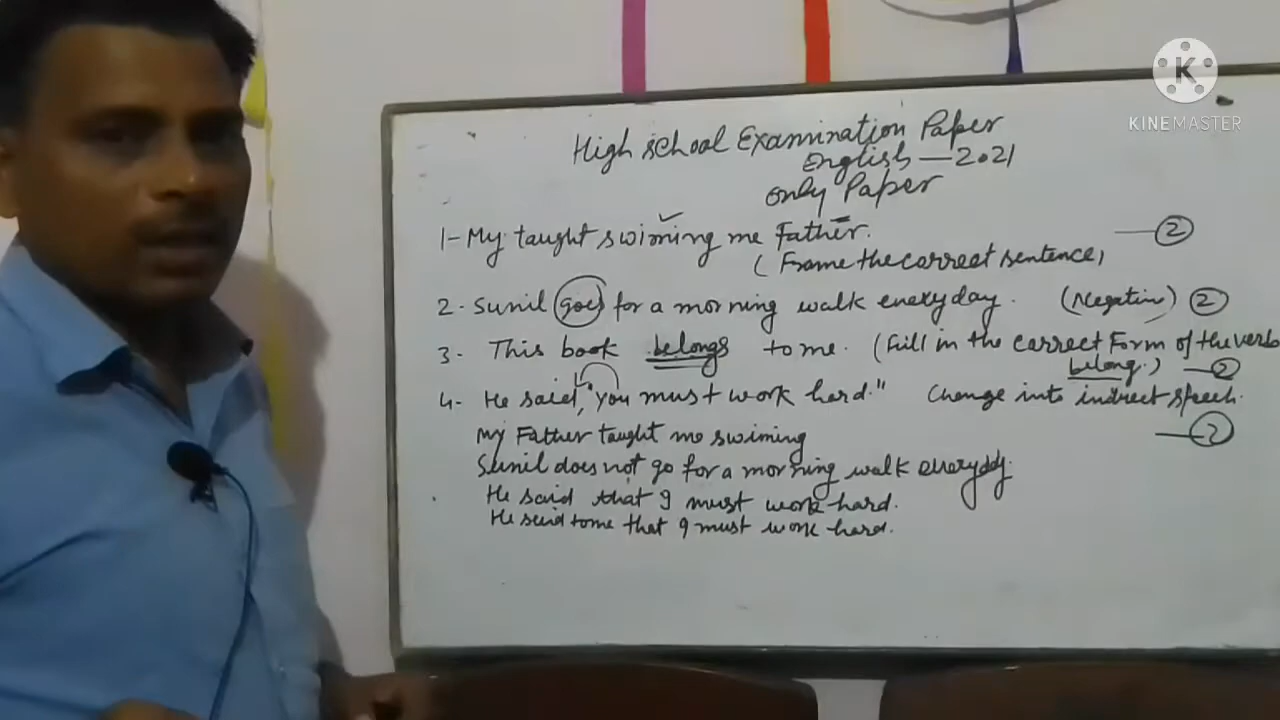 K
KINEMASTER
High school Examination Paper
English — 2021
Only Paper
1- My taught swiming me Father. — 2
( Frame the correct sentence,
2. Sunil goes for a morning walk everyday. (Negative) 2
3- This book belongs to me. (Fill in the correct Form of the verb
belong.) — 2
4. He said, "you must work hard." Change into indirect speech.
— 2
My Father taught me swiming
Sunil does not go for a morning walk everyday.
He said that I must work hard.
He said to me that I must work hard.